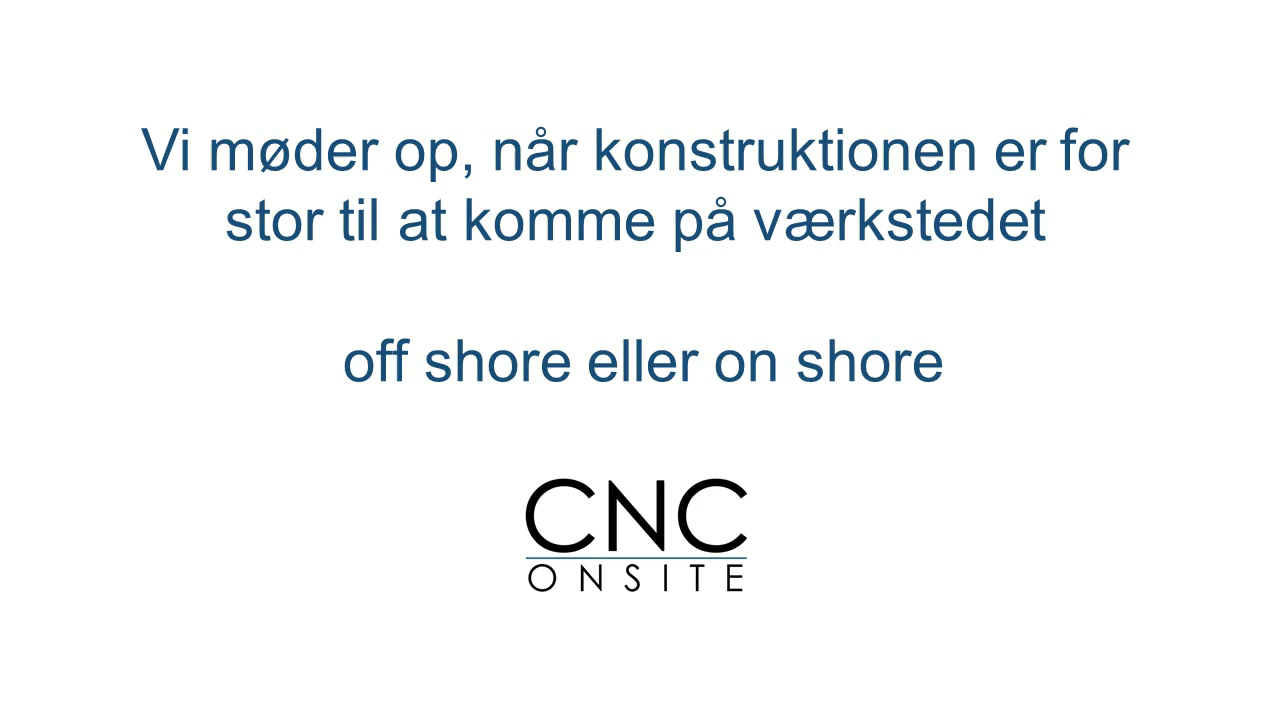 Vi møder op, når konstruktionen er for
stor til at komme på værkstedet
off shore eller on shore
CNC
ONSITE